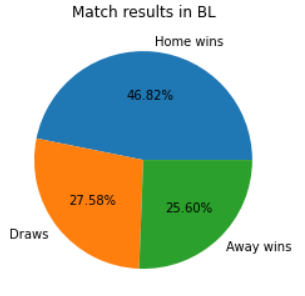 Match results in BL
Home wins
46.82%
27.58%
25.60%
Draws
Away wins